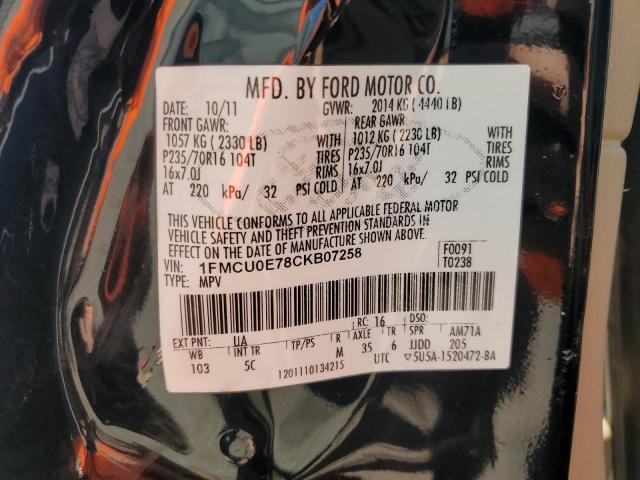 MFD. BY FORD MOTOR CO.
DATE: 10/11 GVWR: 2014 KG ( 4440 LB)
FRONT GAWR: REAR GAWR:
1057 KG ( 2330 LB) WITH 1012 KG ( 2230 LB) WITH
P235/70R16 104T TIRES P235/70R16 104T TIRES
16x7.0J RIMS 16x7.0J RIMS
AT 220 kPa/ 32 PSI COLD AT 220 kPa/ 32 PSI COLD
THIS VEHICLE CONFORMS TO ALL APPLICABLE FEDERAL MOTOR
VEHICLE SAFETY AND THEFT PREVENTION STANDARDS IN
EFFECT ON THE DATE OF MANUFACTURE SHOWN ABOVE.
VIN: 1FMCU0E78CKB07258 F0091
TYPE: MPV T0238
RC: 16 DSO:
EXT PNT: UA AXLE TR SPR AM71A
WB INT TR TP/PS R M 35 6 JJDD 205
103 5C 1201110134215 UTC ▽5U5A-1520472-BA